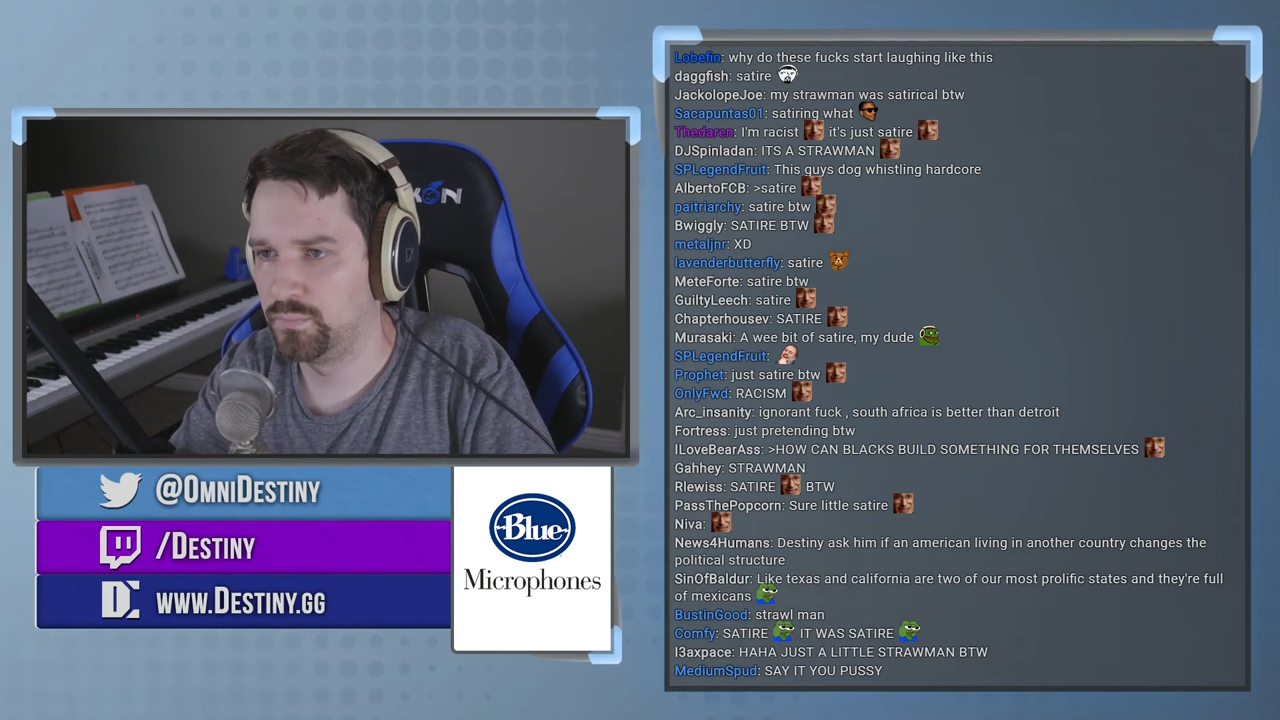 Lobefin: why do these fucks start laughing like this
daggfish: satire
JackolopeJoe: my strawman was satirical btw
Sacapuntas01: satiring what
Thedaren: I'm racist it's just satire
DJSpinladan: ITS A STRAWMAN
SPLegendFruit: This guys dog whistling hardcore
AlbertoFCB: >satire
paitriarchy: satire btw
Bwiggly: SATIRE BTW
metaljnr: XD
lavenderbutterfly: satire
MeteForte: satire btw
GuiltyLeech: satire
Chapterhousev: SATIRE
Murasaki: A wee bit of satire, my dude
SPLegendFruit:
Prophet: just satire btw
OnlyFwd: RACISM
Arc_insanity: ignorant fuck , south africa is better than detroit
Fortress: just pretending btw
ILoveBearAss: >HOW CAN BLACKS BUILD SOMETHING FOR THEMSELVES
Gahhey: STRAWMAN
Rlewiss: SATIRE BTW
PassThePopcorn: Sure little satire
Niva:
News4Humans: Destiny ask him if an american living in another country changes the
political structure
SinOfBaldur: Like texas and california are two of our most prolific states and they're full
of mexicans
BustinGood: strawl man
Comfy: SATIRE IT WAS SATIRE
I3axpace: HAHA JUST A LITTLE STRAWMAN BTW
MediumSpud: SAY IT YOU PUSSY
@OmniDestiny
/Destiny
www.Destiny.gg
Blue
Microphones